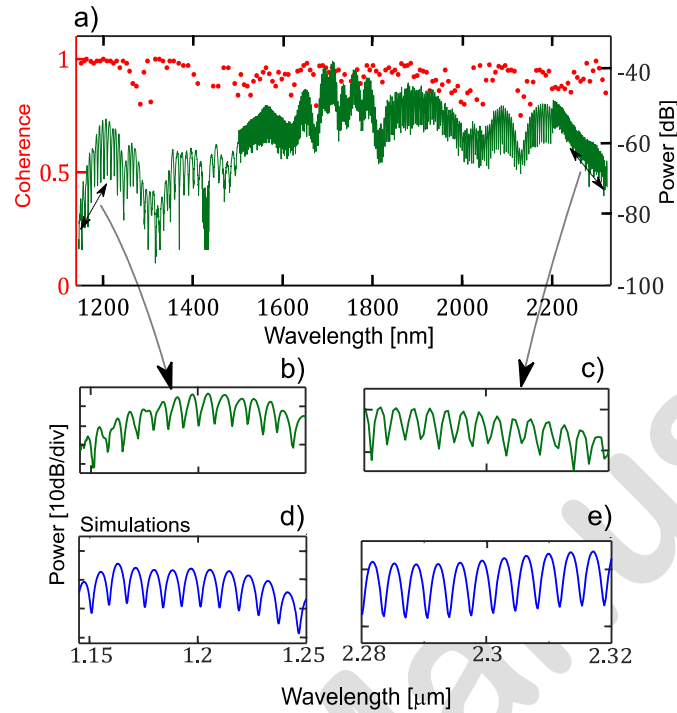 a)
1
0.5
0
Coherence
-40
-60
-80
-100
Power [dB]
1200 1400 1600 1800 2000 2200
Wavelength [nm]
b) c)
Power [10dB/div]
Simulations d) e)
1.15 1.2 1.25 2.28 2.3 2.32
Wavelength [μm]